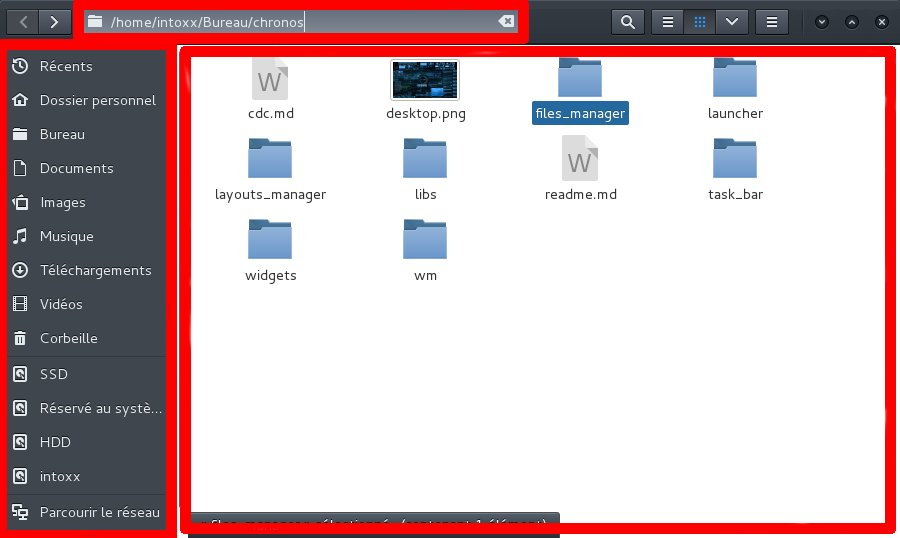 /home/intoxx/Bureau/chronos
Récents
Dossier personnel
Bureau
Documents
Images
Musique
Téléchargements
Vidéos
Corbeille
SSD
Réservé au systè...
HDD
intoxx
Parcourir le réseau
W
cdc.md
desktop.png
files_manager
launcher
layouts_manager
libs
W
readme.md
task_bar
widgets
wm